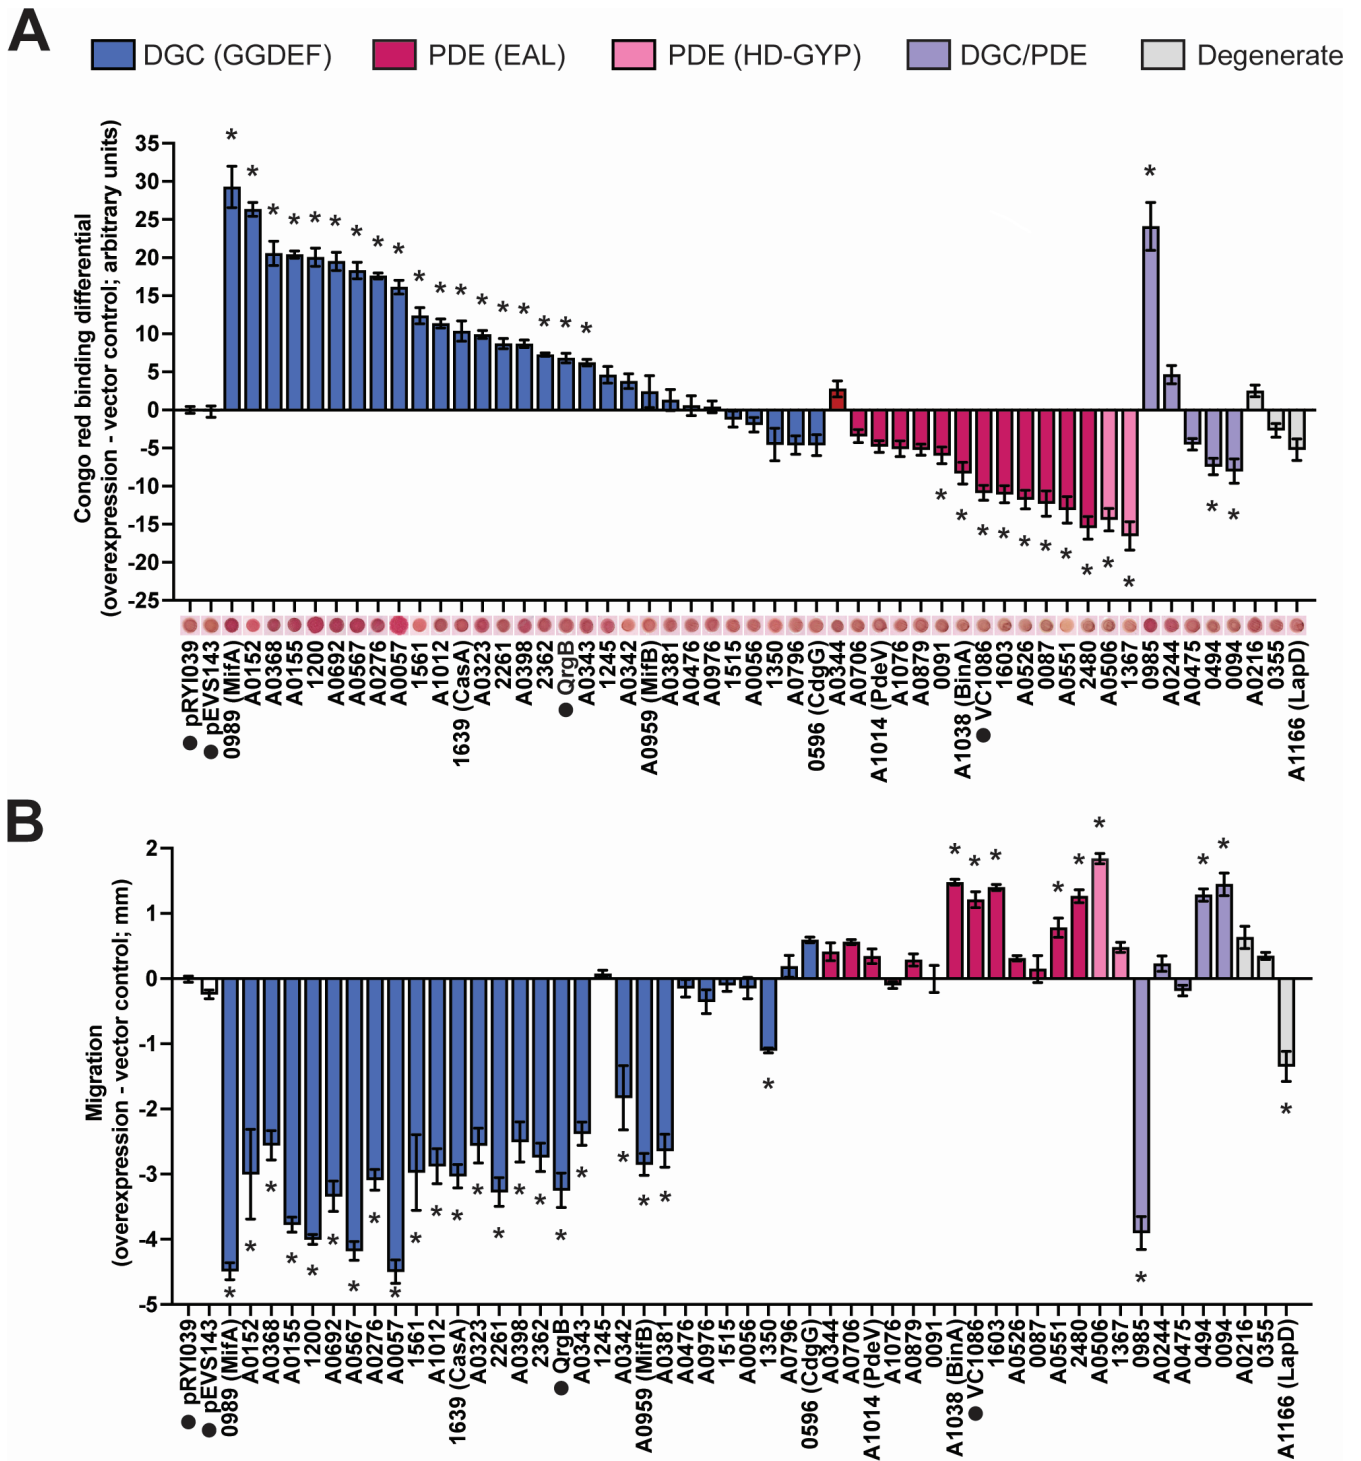 A
DGC (GGDEF)
PDE (EAL)
PDE (HD-GYP)
DGC/PDE
Degenerate
Congo red binding differential
(overexpression - vector control; arbitrary units)
35
30
25
20
15
10
5
0
-5
-10
-15
-20
-25
* * * * * * * * * * * * * * * * * * * * * * * * * * * * * * *
● pRYI039
● pEVS143
0989 (MifA)
A0152
A0368
A0155
1200
A0692
A0567
A0276
A0057
1561
A1012
1639 (CasA)
A0323
2261
A0398
2362
● QrgB
A0343
1245
A0342
A0959 (MifB)
A0381
A0476
A0976
1515
A0056
1350
A0796
0596 (CdgG)
A0344
A0706
A1014 (PdeV)
A1076
A0879
0091
A1038 (BinA)
● VC1086
1603
A0526
0087
A0551
2480
A0506
1367
0985
A0244
A0475
0494
0094
A0216
0355
A1166 (LapD)
B
Migration
(overexpression - vector control; mm)
2
1
0
-1
-2
-3
-4
-5
* * * * * * * * * * * * * * * * * * * * * * * * * * * * * * * *
● pRYI039
● pEVS143
0989 (MifA)
A0152
A0368
A0155
1200
A0692
A0567
A0276
A0057
1561
A1012
1639 (CasA)
A0323
2261
A0398
2362
● QrgB
A0343
1245
A0342
A0959 (MifB)
A0381
A0476
A0976
1515
A0056
1350
A0796
0596 (CdgG)
A0344
A0706
A1014 (PdeV)
A1076
A0879
0091
A1038 (BinA)
● VC1086
1603
A0526
0087
A0551
2480
A0506
1367
0985
A0244
A0475
0494
0094
A0216
0355
A1166 (LapD)